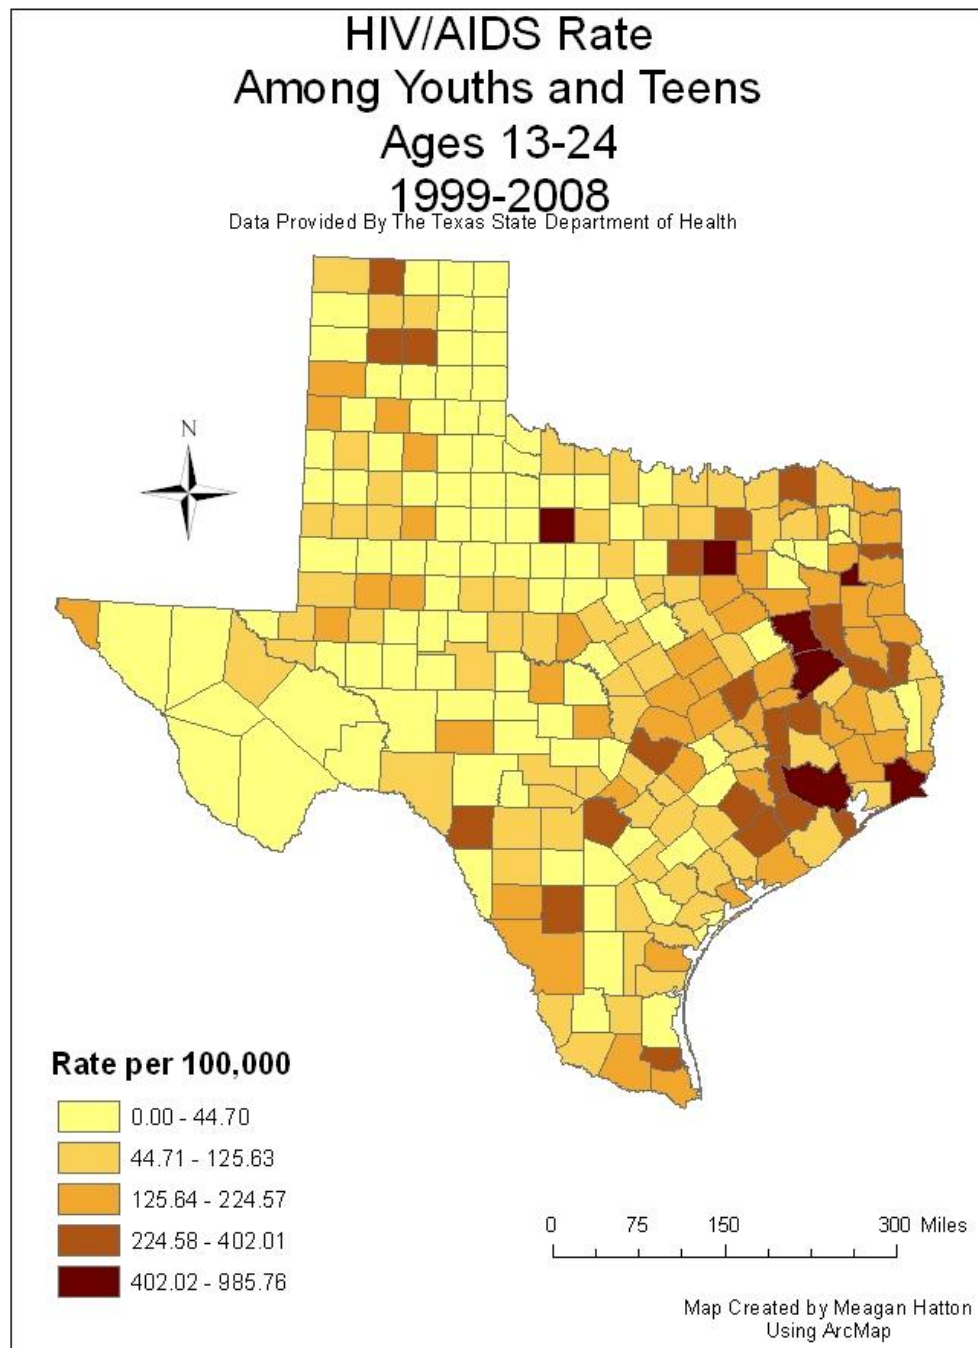 HIV/AIDS Rate
Among Youths and Teens
Ages 13-24
1999-2008
Data Provided By The Texas State Department of Health
N
Rate per 100,000
0.00 - 44.70
44.71 - 125.63
125.64 - 224.57
224.58 - 402.01
402.02 - 985.76
0 75 150 300 Miles
Map Created by Meagan Hatton
Using ArcMap